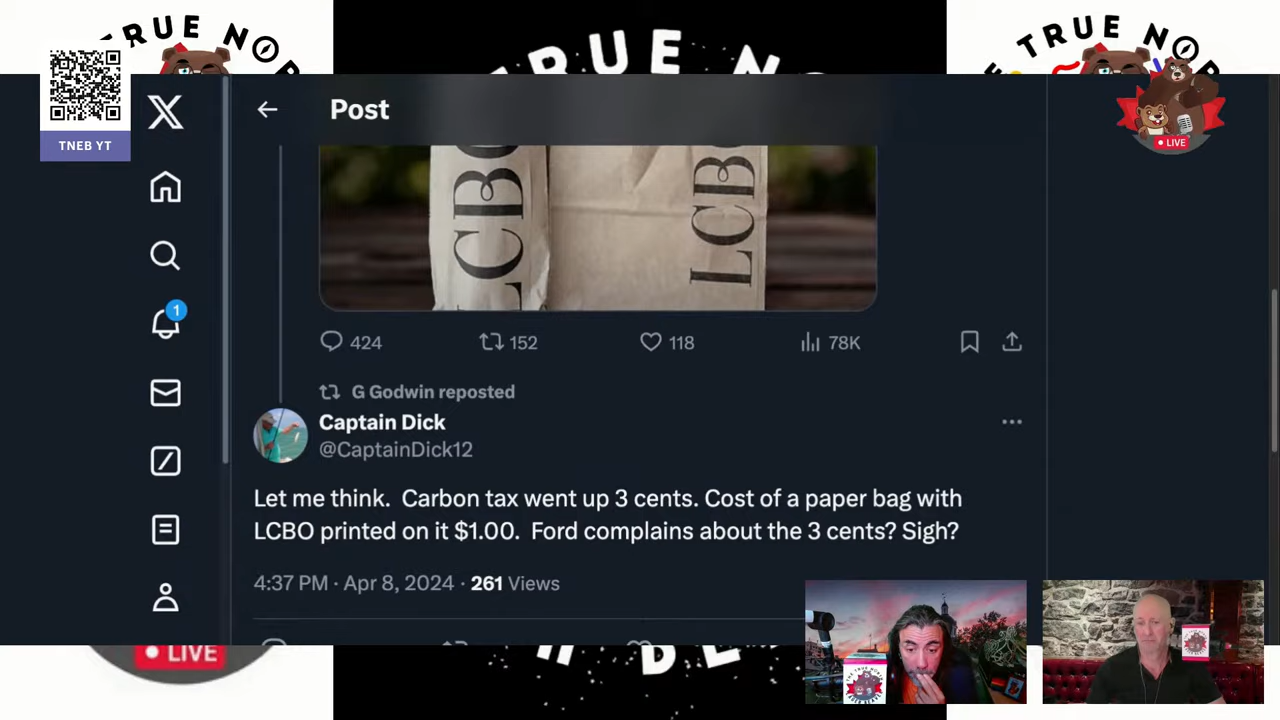 TRUE NO
TRUE NO
TRUE NO
TNEB YT
LIVE
Post
LCBO
LCBO
424
152
118
78K
1
G Godwin reposted
Captain Dick
@CaptainDick12
Let me think.  Carbon tax went up 3 cents. Cost of a paper bag with
LCBO printed on it $1.00.  Ford complains about the 3 cents? Sigh?
4:37 PM · Apr 8, 2024 · 261 Views
LIVE